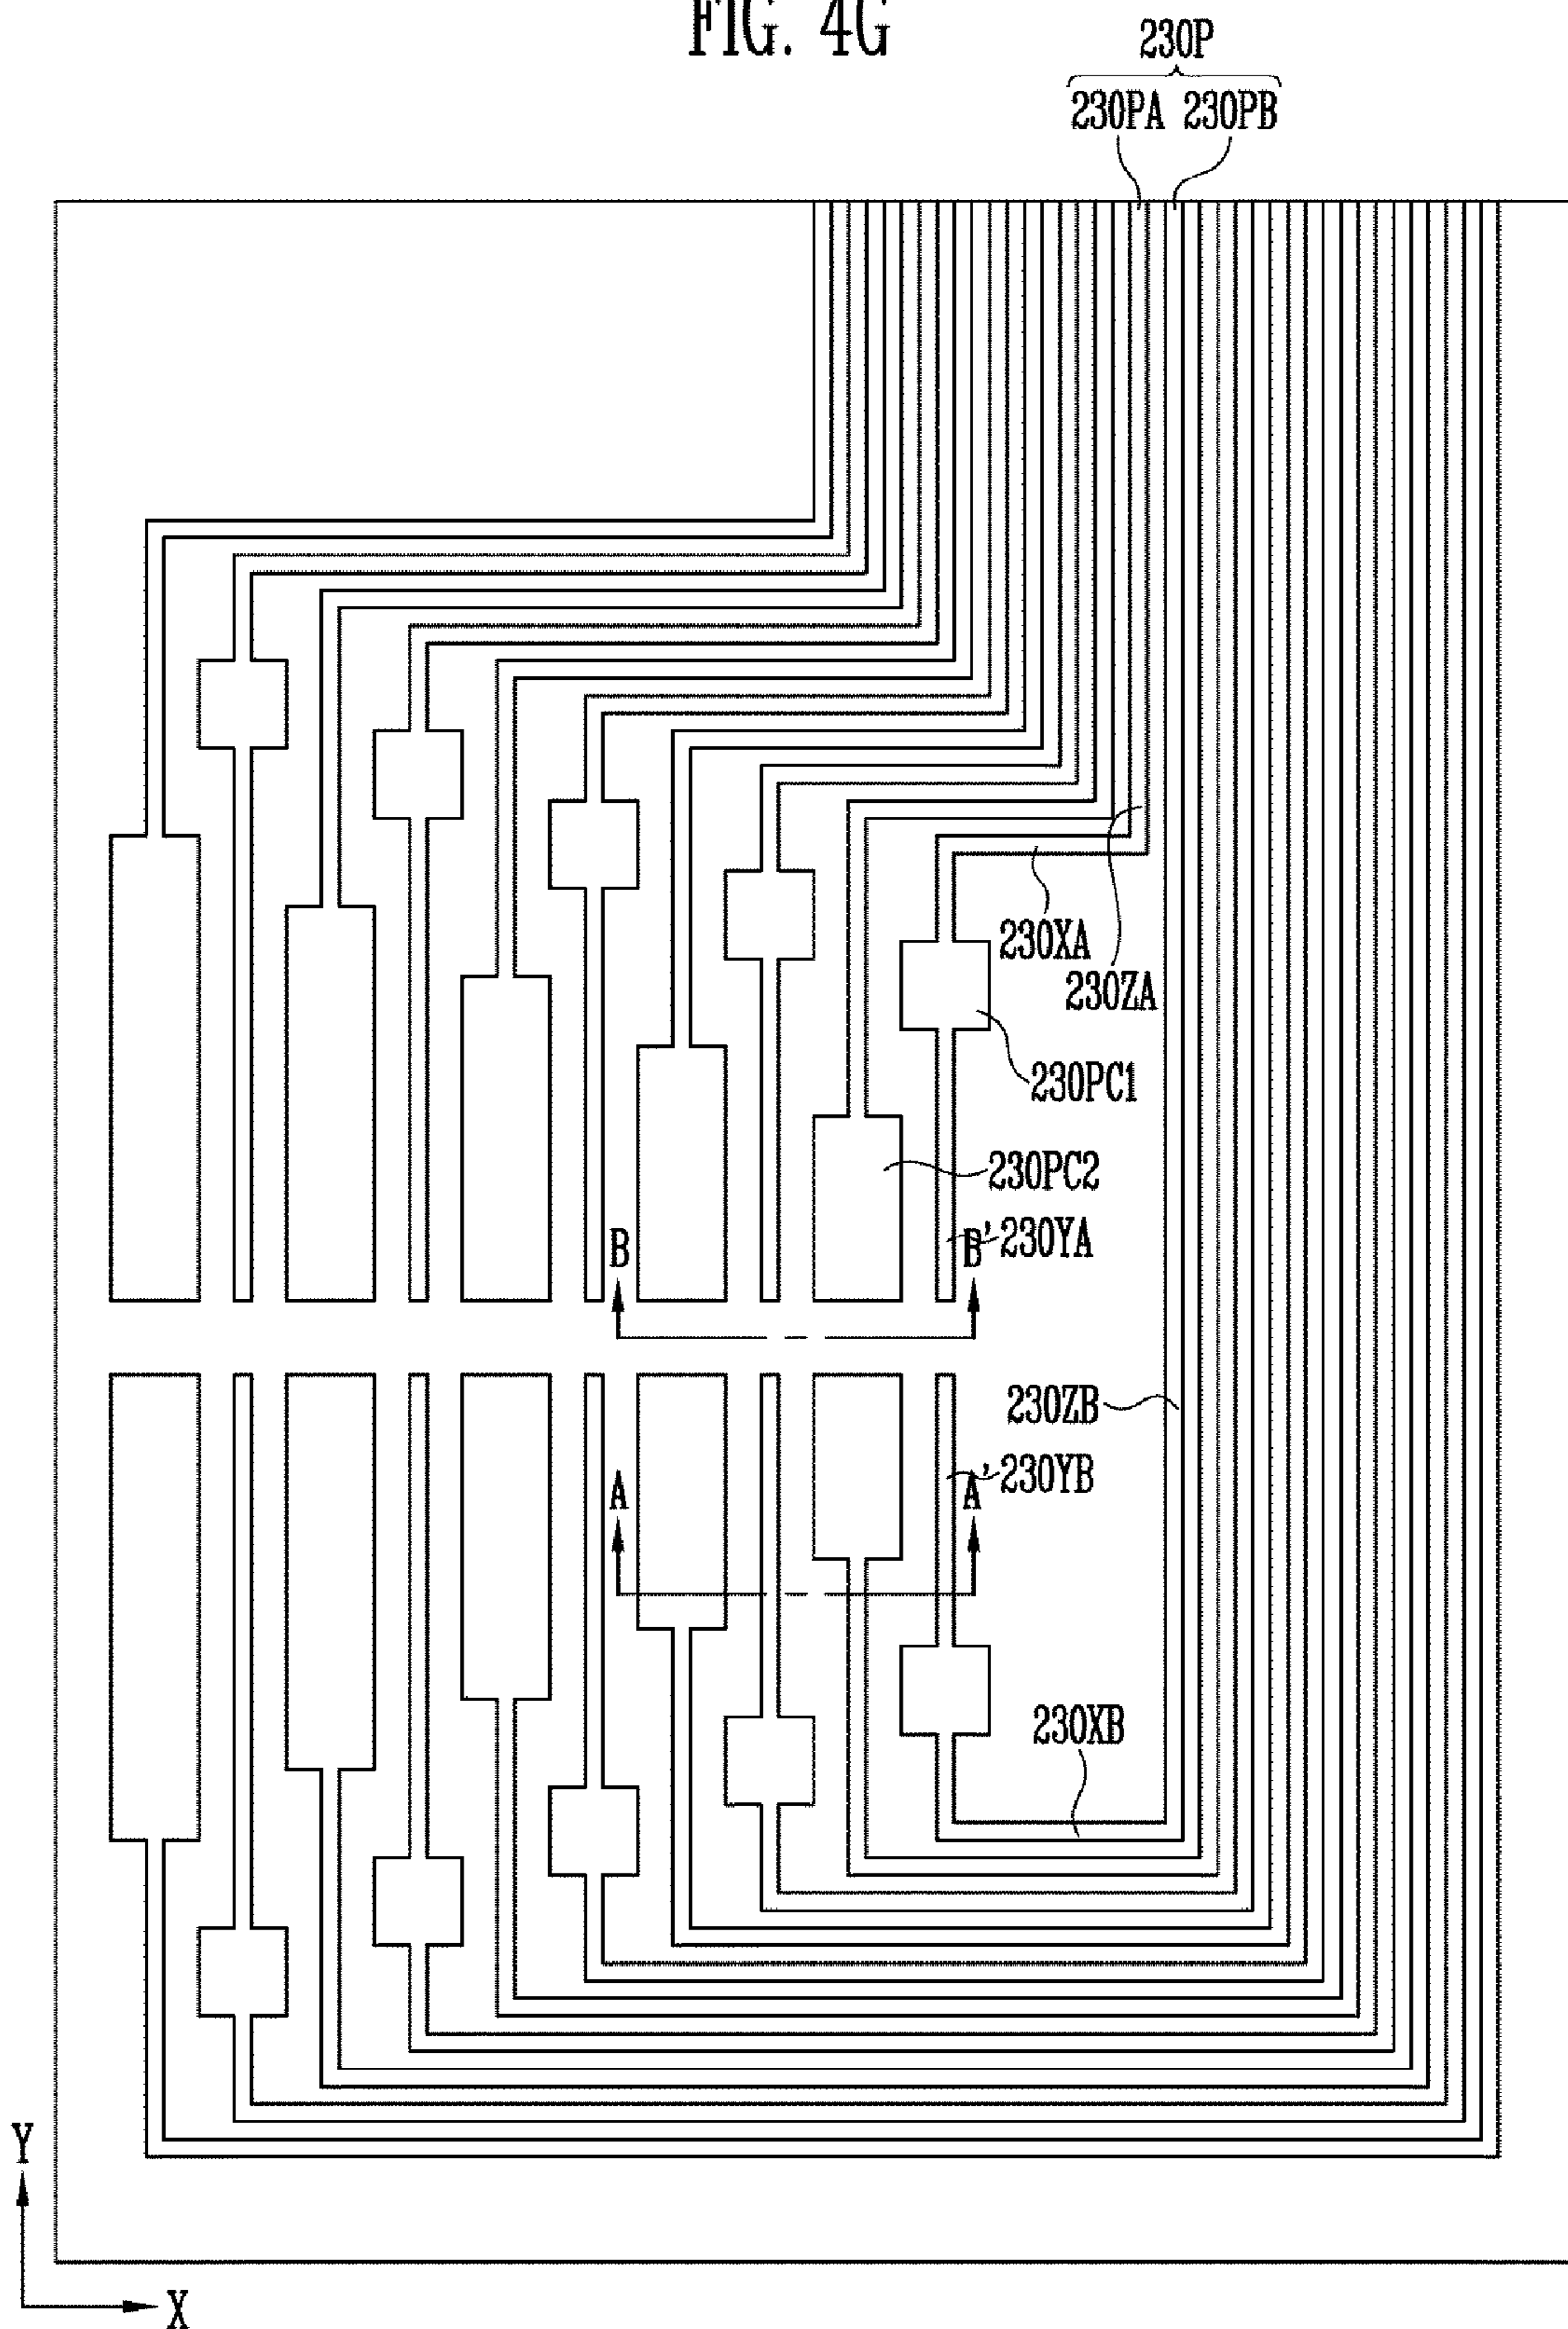 FIG. 4G
230P
230PA 230PB
230XA
230ZA
230PC1
230PC2
B B' 230YA
230ZB
A A' 230YB
230XB
Y
X